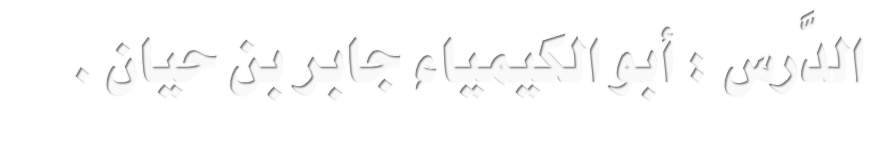 الدَّرس : أبو الكيمياء جابر بن حيان .